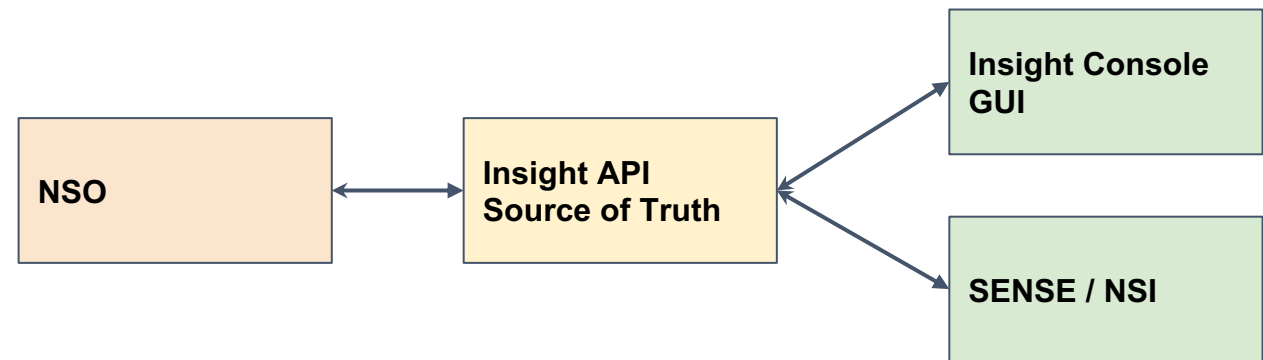 NSO
Insight API
Source of Truth
Insight Console
GUI
SENSE / NSI